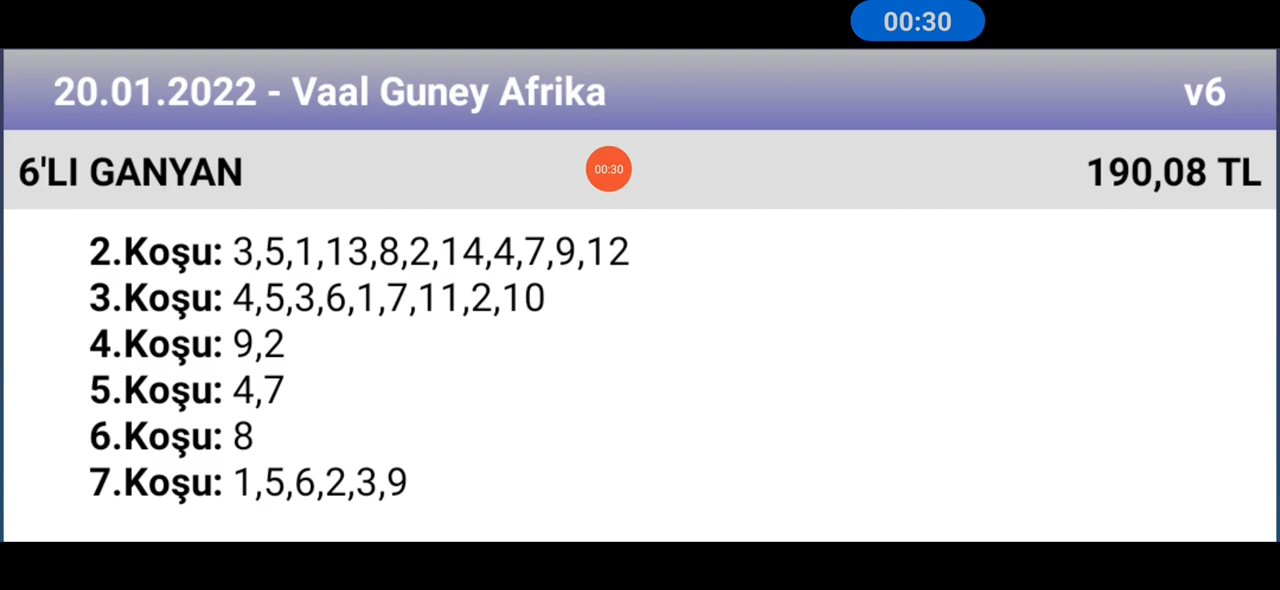 00:30
20.01.2022 - Vaal Guney Afrika v6
6'LI GANYAN 00:30 190,08 TL
2.Koşu: 3,5,1,13,8,2,14,4,7,9,12
3.Koşu: 4,5,3,6,1,7,11,2,10
4.Koşu: 9,2
5.Koşu: 4,7
6.Koşu: 8
7.Koşu: 1,5,6,2,3,9